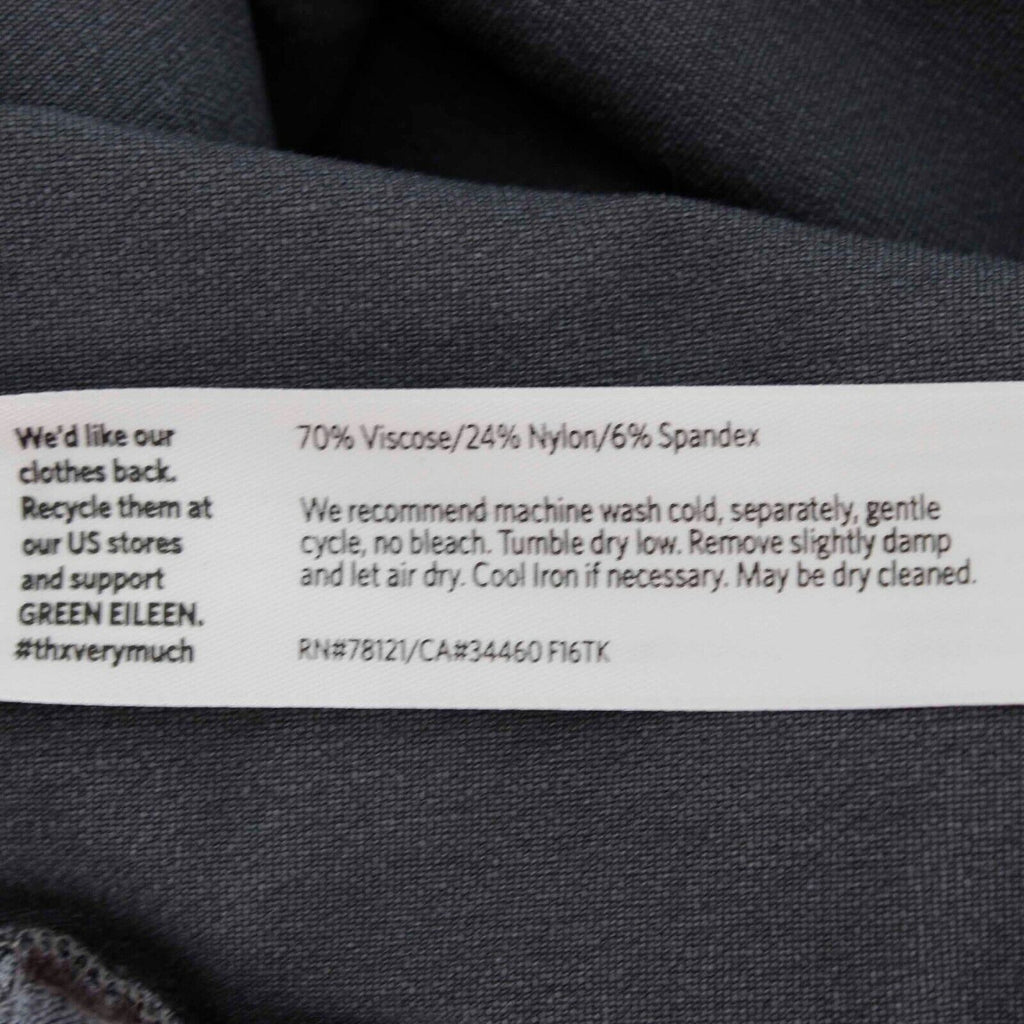 We'd like our
clothes back.
Recycle them at
our US stores
and support
GREEN EILEEN.
#thxverymuch
70% Viscose/24% Nylon/6% Spandex
We recommend machine wash cold, separately, gentle
cycle, no bleach. Tumble dry low. Remove slightly damp
and let air dry. Cool Iron if necessary. May be dry cleaned.
RN#78121/CA#34460 F16TK